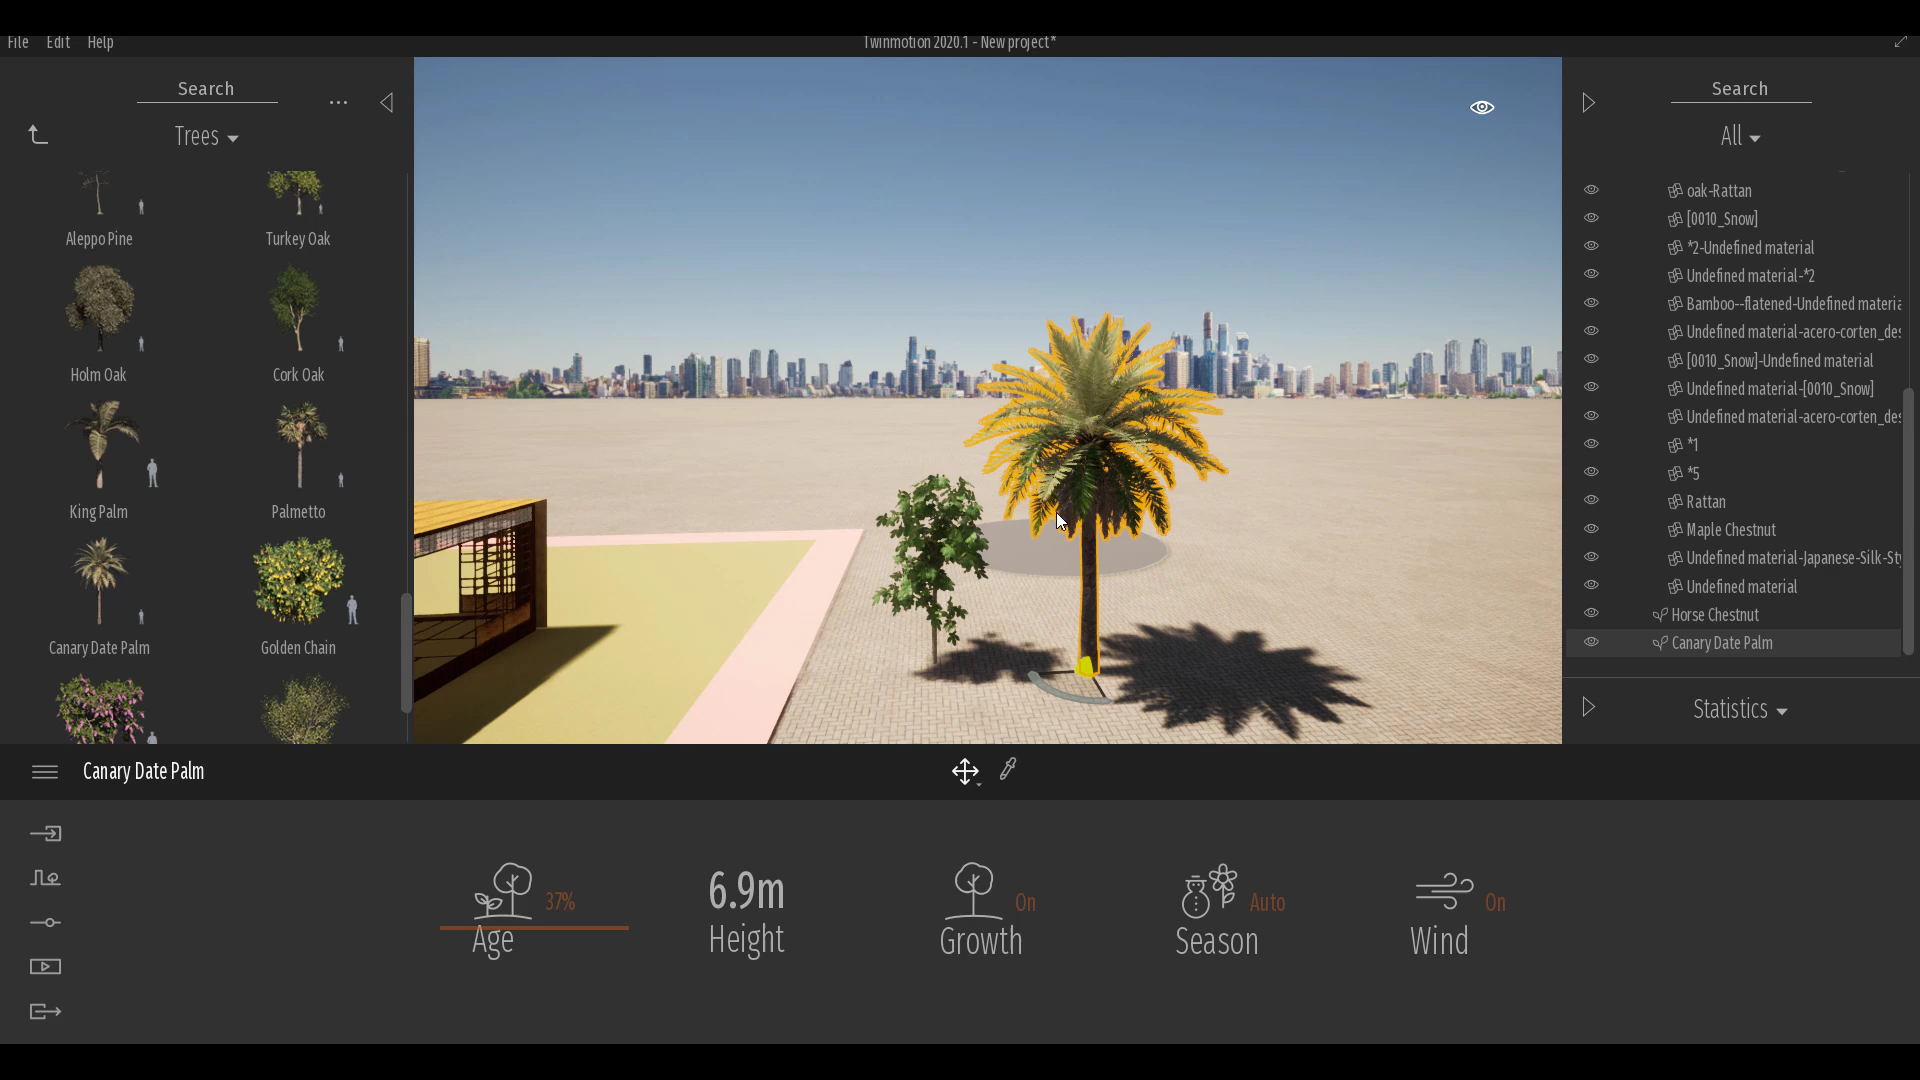 File Edit Help
Twinmotion 2020.1 - New project*
Search
...
Trees
Aleppo Pine
Turkey Oak
Holm Oak
Cork Oak
King Palm
Palmetto
Canary Date Palm
Golden Chain
Search
All
oak-Rattan
[0010_Snow]
*2-Undefined material
Undefined material-*2
Bamboo--flatened-Undefined materia
Undefined material-acero-corten_des
[0010_Snow]-Undefined material
Undefined material-[0010_Snow]
Undefined material-acero-corten_des
*1
*5
Rattan
Maple Chestnut
Undefined material-Japanese-Silk-Sty
Undefined material
Horse Chestnut
Canary Date Palm
Statistics
Canary Date Palm
37%
Age
6.9m
Height
On
Growth
Auto
Season
On
Wind